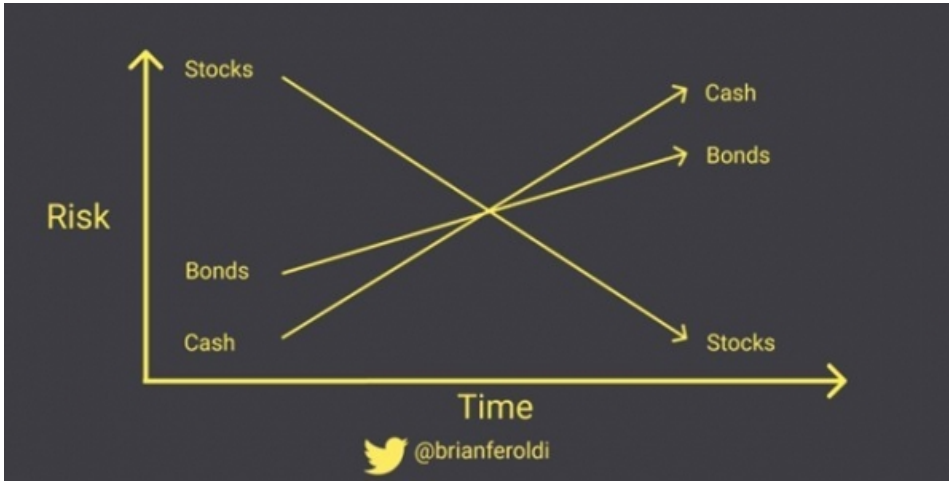 Stocks
Cash
Bonds
Risk
Bonds
Cash
Stocks
Time
@brianferoldi